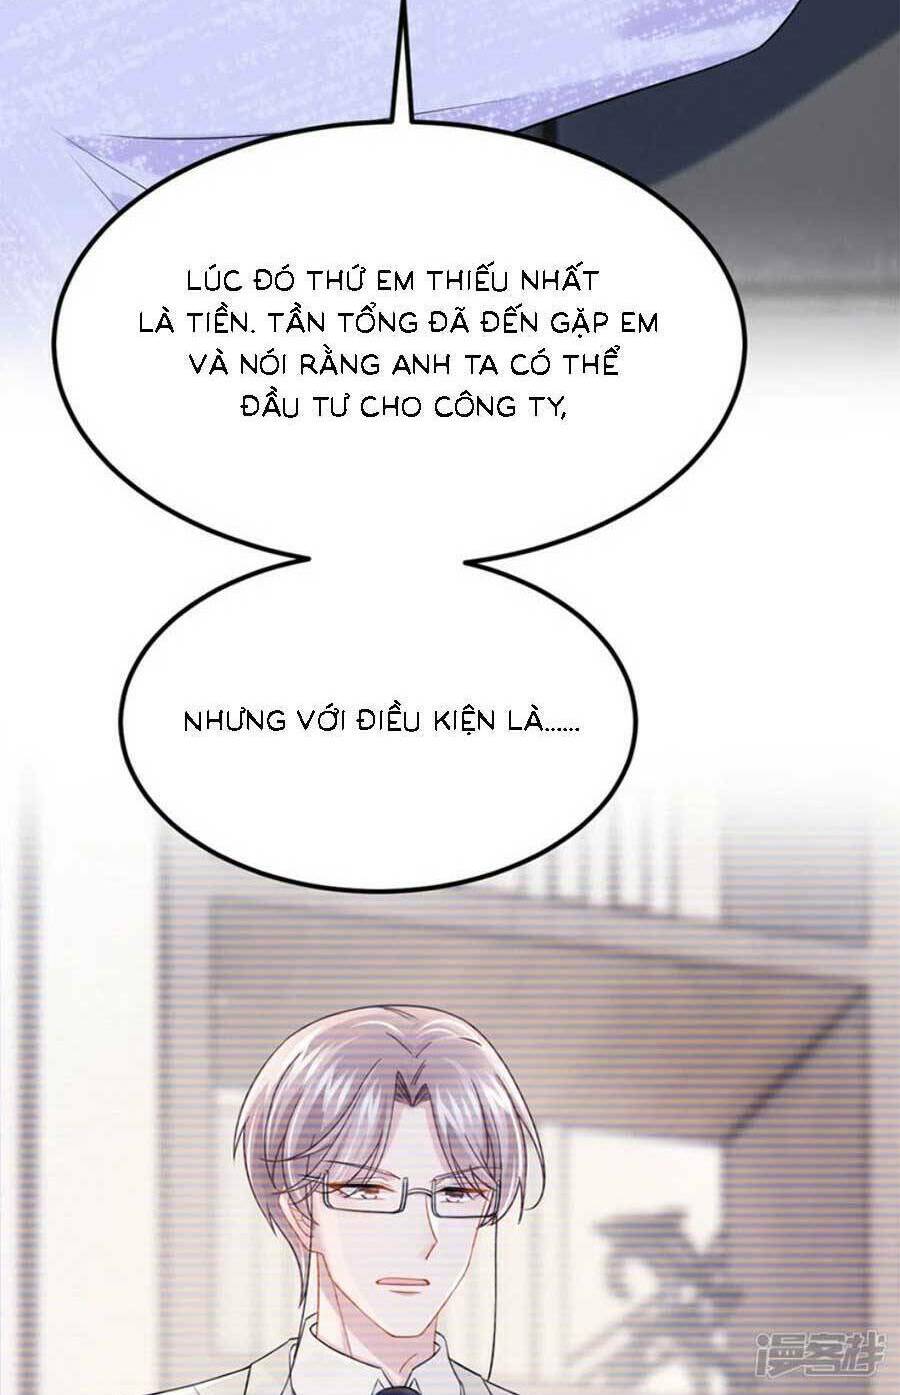 LÚC ĐÓ THỨ EM THIẾU NHẤT
LÀ TIỀN. TẦN TỔNG ĐÃ ĐẾN GẶP EM
VÀ NÓI RẰNG ANH TA CÓ THỂ
ĐẦU TƯ CHO CÔNG TY,
NHƯNG VỚI ĐIỀU KIỆN LÀ......
漫客栈